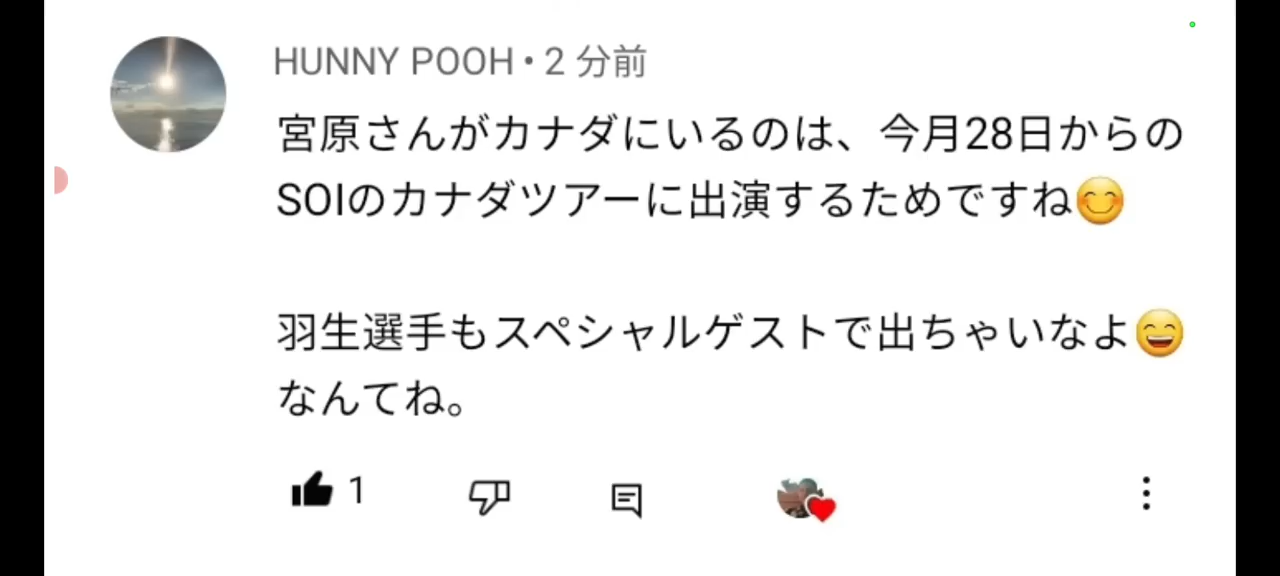 HUNNY POOH • 2 分前
宮原さんがカナダにいるのは、今月28日からの
SOIのカナダツアーに出演するためですね😊
羽生選手もスペシャルゲストで出ちゃいなよ😄
なんてね。
1